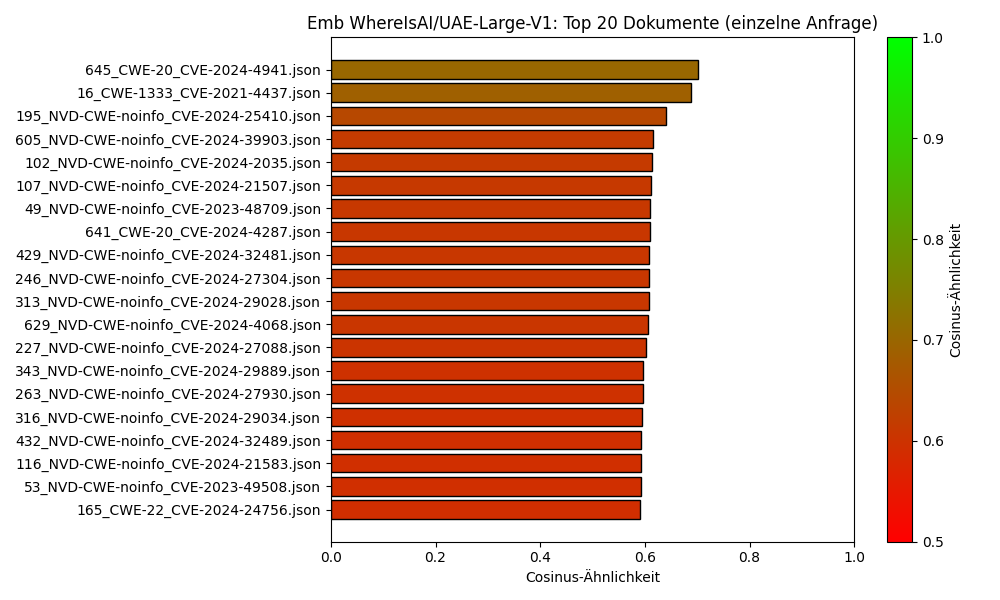 Emb WhereIsAI/UAE-Large-V1: Top 20 Dokumente (einzelne Anfrage)
645_CWE-20_CVE-2024-4941.json
16_CWE-1333_CVE-2021-4437.json
195_NVD-CWE-noinfo_CVE-2024-25410.json
605_NVD-CWE-noinfo_CVE-2024-39903.json
102_NVD-CWE-noinfo_CVE-2024-2035.json
107_NVD-CWE-noinfo_CVE-2024-21507.json
49_NVD-CWE-noinfo_CVE-2023-48709.json
641_CWE-20_CVE-2024-4287.json
429_NVD-CWE-noinfo_CVE-2024-32481.json
246_NVD-CWE-noinfo_CVE-2024-27304.json
313_NVD-CWE-noinfo_CVE-2024-29028.json
629_NVD-CWE-noinfo_CVE-2024-4068.json
227_NVD-CWE-noinfo_CVE-2024-27088.json
343_NVD-CWE-noinfo_CVE-2024-29889.json
263_NVD-CWE-noinfo_CVE-2024-27930.json
316_NVD-CWE-noinfo_CVE-2024-29034.json
432_NVD-CWE-noinfo_CVE-2024-32489.json
116_NVD-CWE-noinfo_CVE-2024-21583.json
53_NVD-CWE-noinfo_CVE-2023-49508.json
165_CWE-22_CVE-2024-24756.json
0.0 0.2 0.4 0.6 0.8 1.0
Cosinus-Ähnlichkeit
1.0
0.9
0.8
0.7
0.6
0.5
Cosinus-Ähnlichkeit